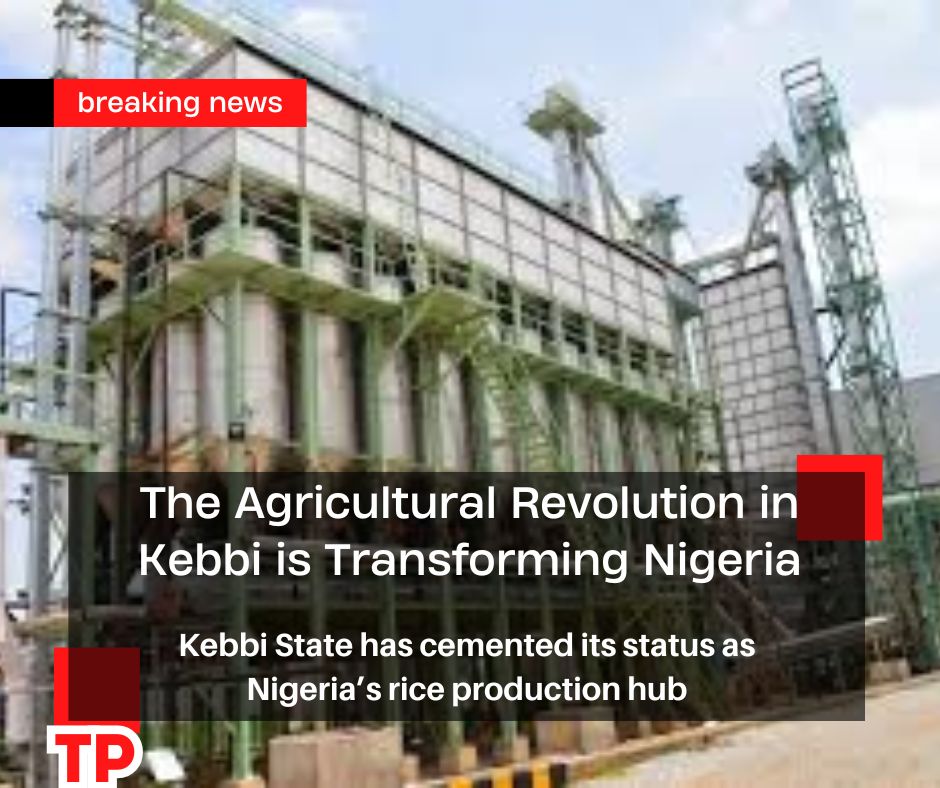 breaking news
The Agricultural Revolution in
Kebbi is Transforming Nigeria
Kebbi State has cemented its status as
Nigeria’s rice production hub
TP